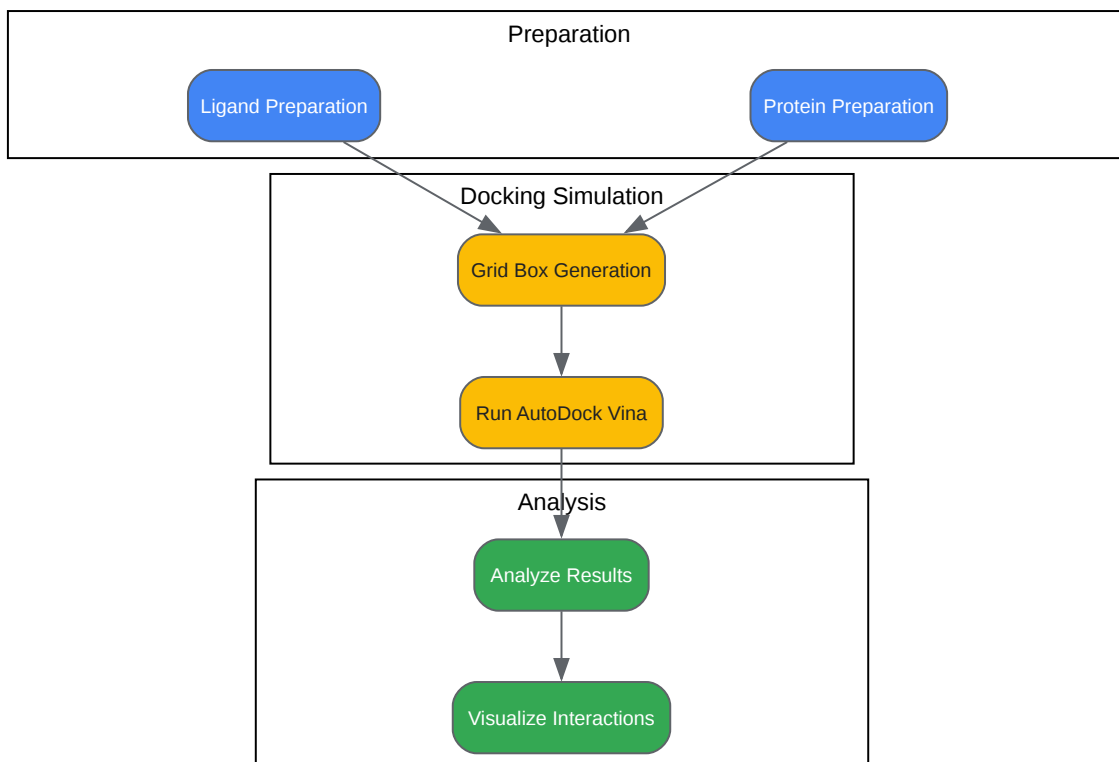 Preparation
Ligand Preparation
Protein Preparation
Docking Simulation
Grid Box Generation
Run AutoDock Vina
Analysis
Analyze Results
Visualize Interactions